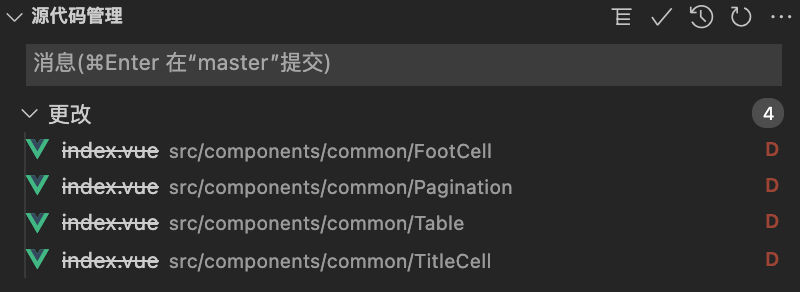 源代码管理
消息(⌘Enter 在“master”提交)
更改 4
index.vue src/components/common/FootCell D
index.vue src/components/common/Pagination D
index.vue src/components/common/Table D
index.vue src/components/common/TitleCell D